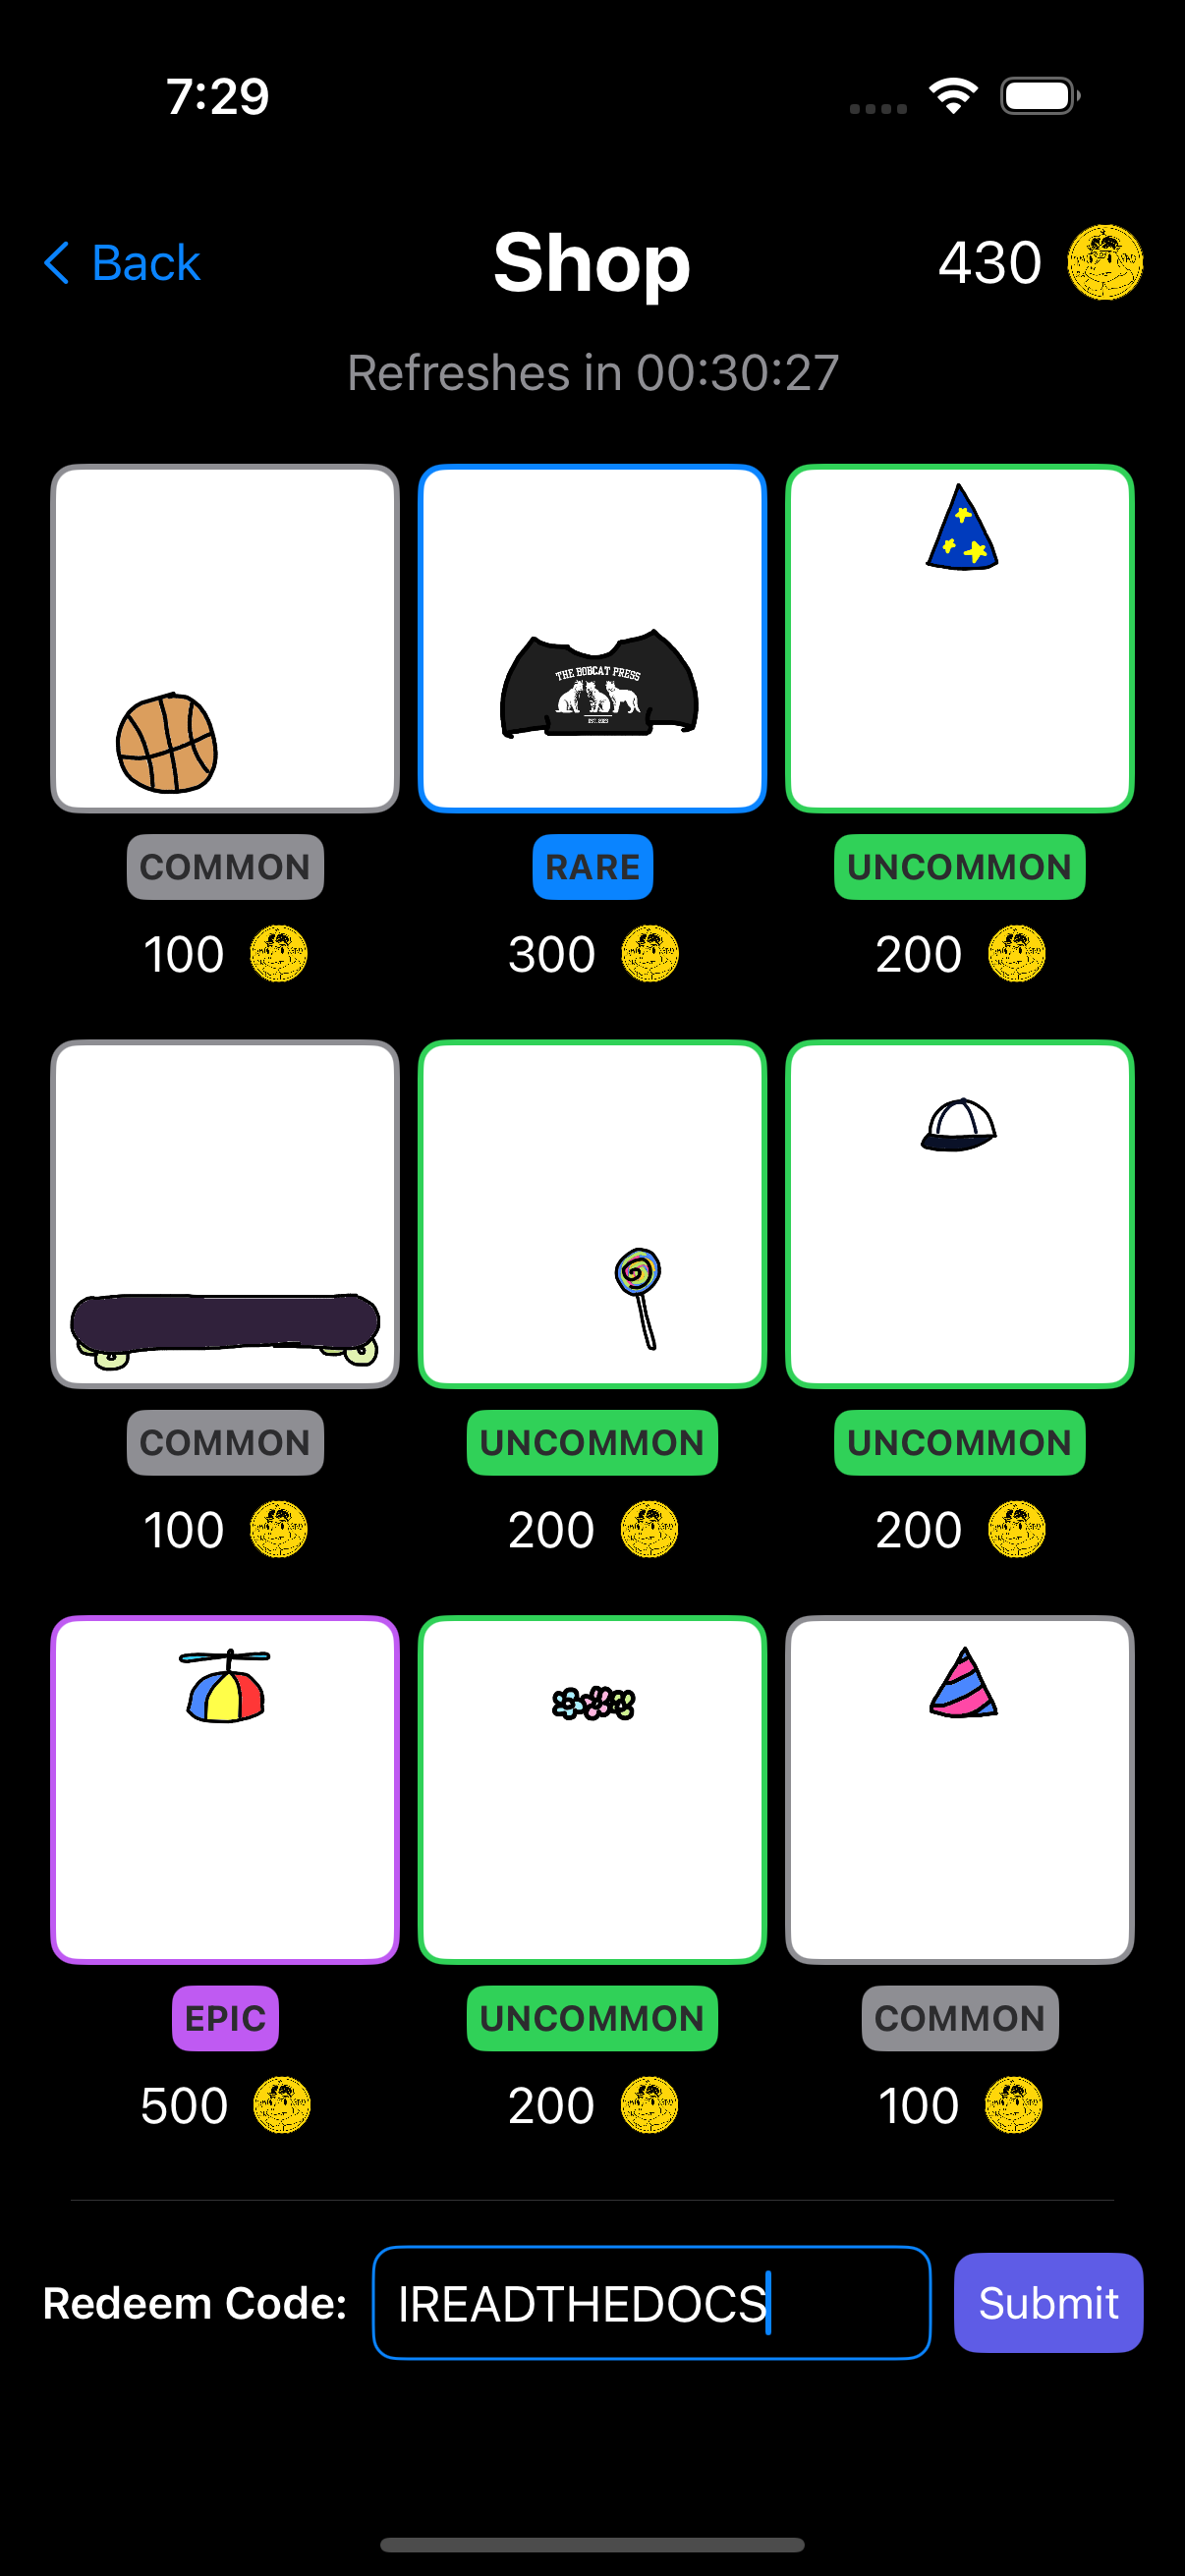 7:29
Back Shop 430
Refreshes in 00:30:27
THE BOBCAT PRESS
COMMON RARE UNCOMMON
100 300 200
COMMON UNCOMMON UNCOMMON
100 200 200
EPIC UNCOMMON COMMON
500 200 100
Redeem Code: IREADTHEDOCS Submit